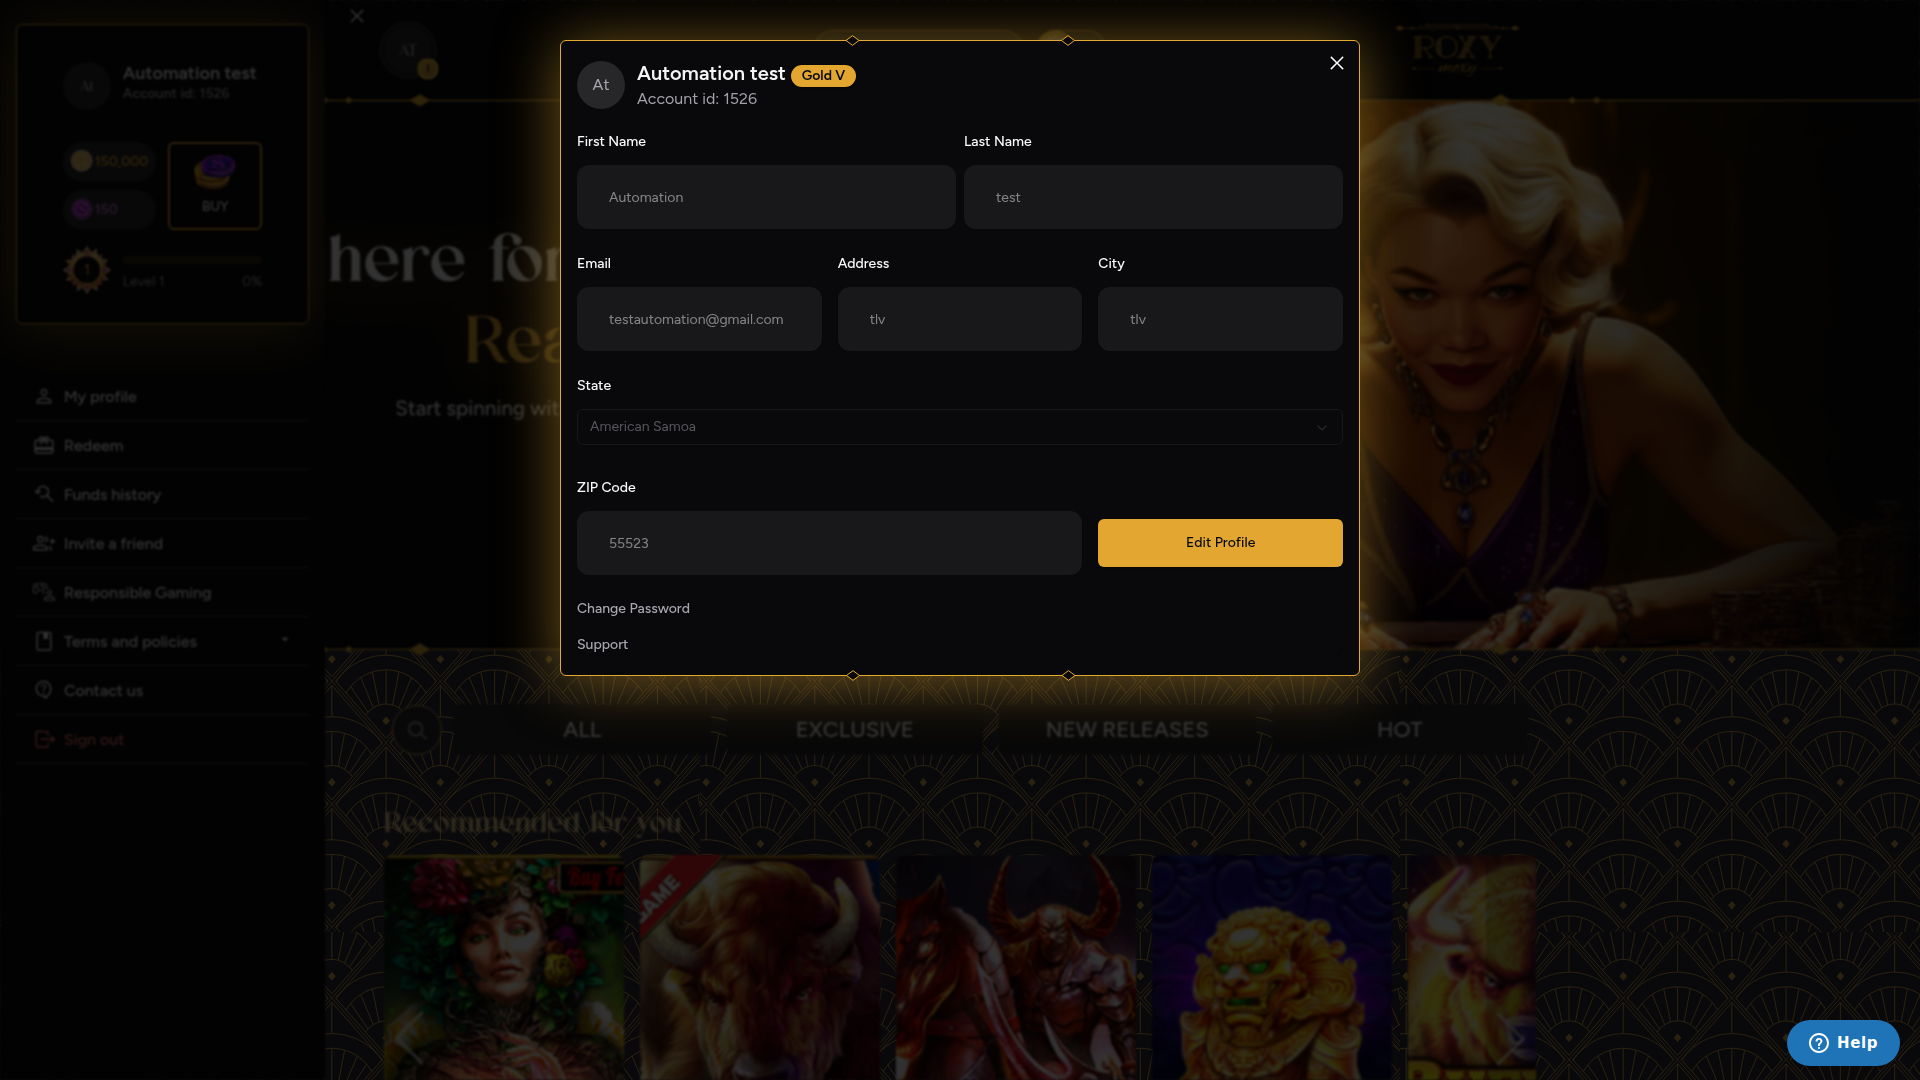 Automation test
Account id: 1526
150,000
150
BUY
1
Level 1
0%
My profile
Redeem
Funds history
Invite a friend
Responsible Gaming
Terms and policies
Contact us
Sign out
AT
ROXY
moxy
here for
Rea
Start spinning wit
At
Automation test Gold V
Account id: 1526
First Name
Last Name
Automation
test
Email
Address
City
testautomation@gmail.com
tlv
tlv
State
American Samoa
ZIP Code
55523
Edit Profile
Change Password
Support
ALL
EXCLUSIVE
NEW RELEASES
HOT
Recommended for you
Buy Fe
GAME
Help